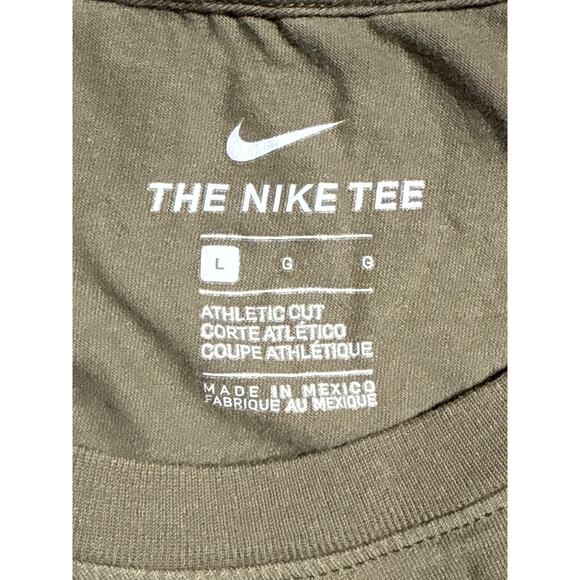 THE NIKE TEE
L G G
ATHLETIC CUT
CORTE ATLÉTICO
COUPE ATHLÉTIQUE
MADE IN MEXICO
FABRIQUE AU MEXIQUE